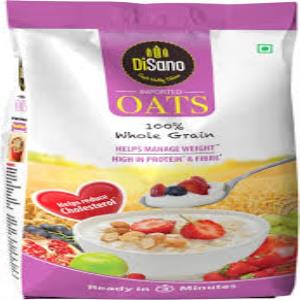 DiSano
IMPORTED
OATS
100%
Whole Grain
HELPS MANAGE WEIGHT*
HIGH IN PROTEIN* & FIBRE*
Helps reduce
Cholesterol*
Ready in 3 Minutes